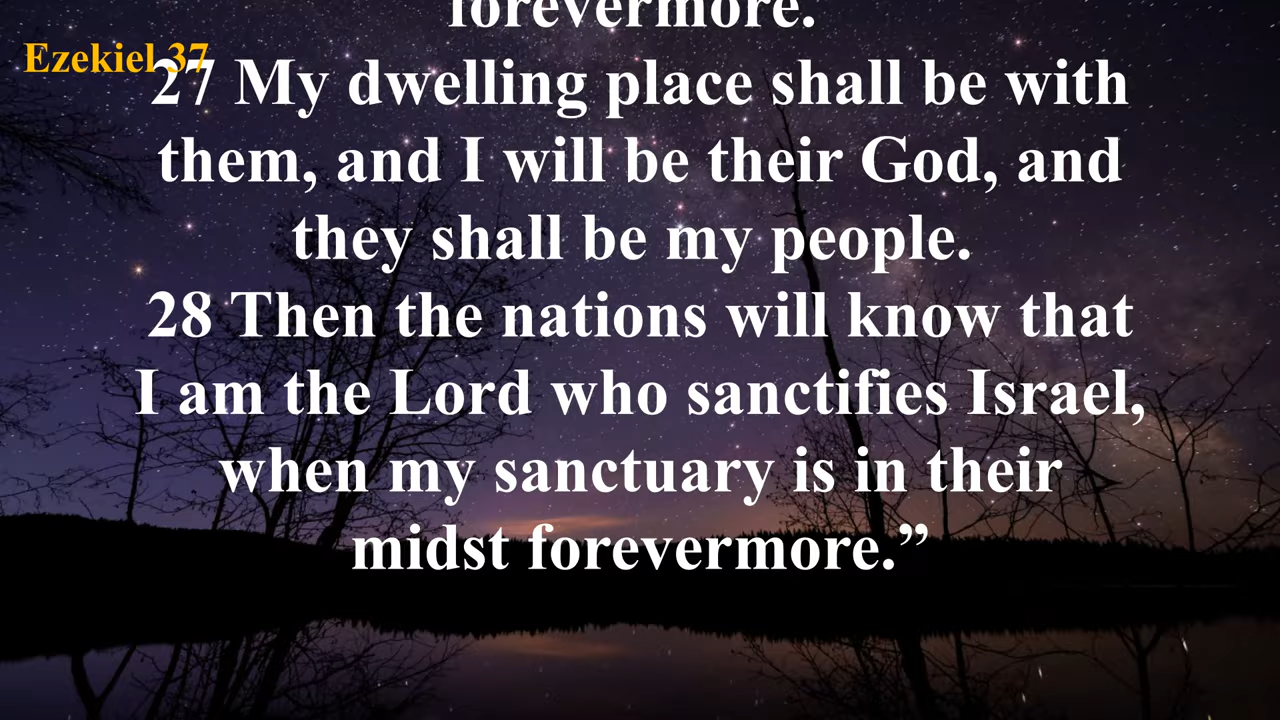 forevermore.
Ezekiel 37
27 My dwelling place shall be with
them, and I will be their God, and
they shall be my people.
28 Then the nations will know that
I am the Lord who sanctifies Israel,
when my sanctuary is in their
midst forevermore.”